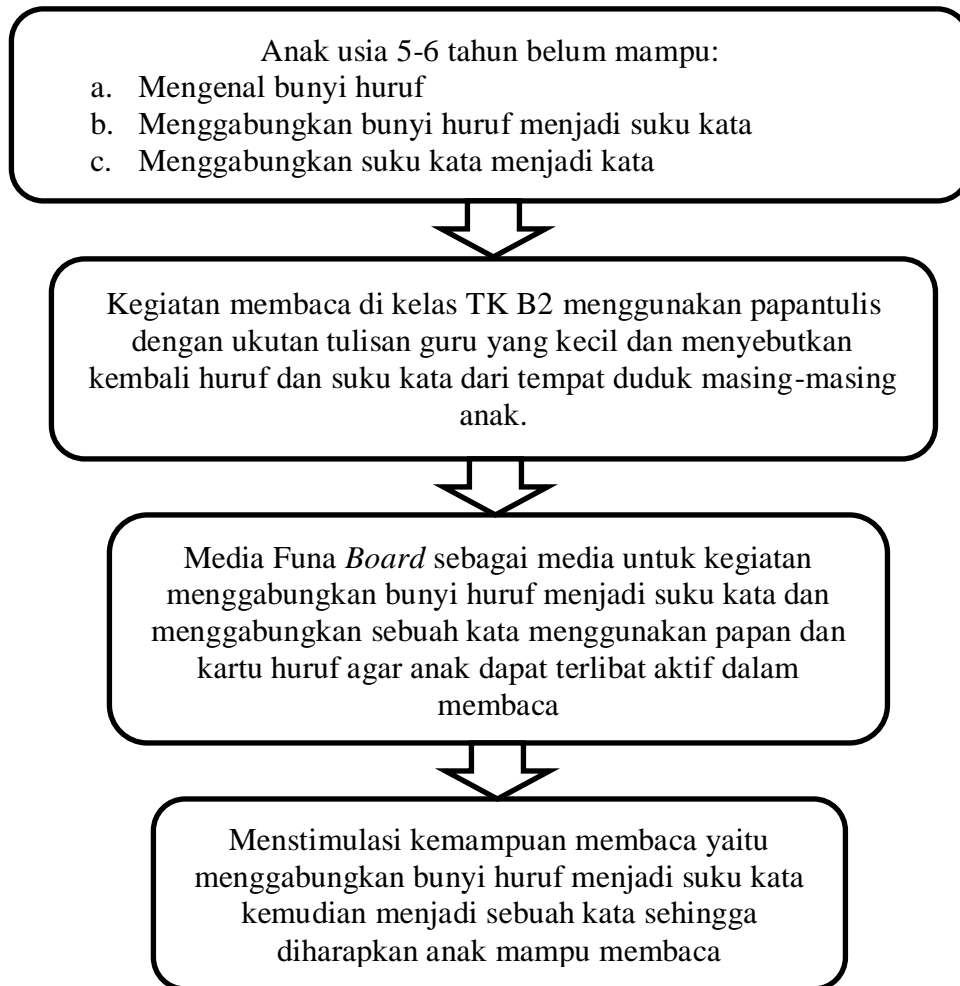 Anak usia 5-6 tahun belum mampu:
a. Mengenal bunyi huruf
b. Menggabungkan bunyi huruf menjadi suku kata
c. Menggabungkan suku kata menjadi kata
Kegiatan membaca di kelas TK B2 menggunakan papantulis
dengan ukutan tulisan guru yang kecil dan menyebutkan
kembali huruf dan suku kata dari tempat duduk masing-masing
anak.
Media Funa Board sebagai media untuk kegiatan
menggabungkan bunyi huruf menjadi suku kata dan
menggabungkan sebuah kata menggunakan papan dan
kartu huruf agar anak dapat terlibat aktif dalam
membaca
Menstimulasi kemampuan membaca yaitu
menggabungkan bunyi huruf menjadi suku kata
kemudian menjadi sebuah kata sehingga
diharapkan anak mampu membaca